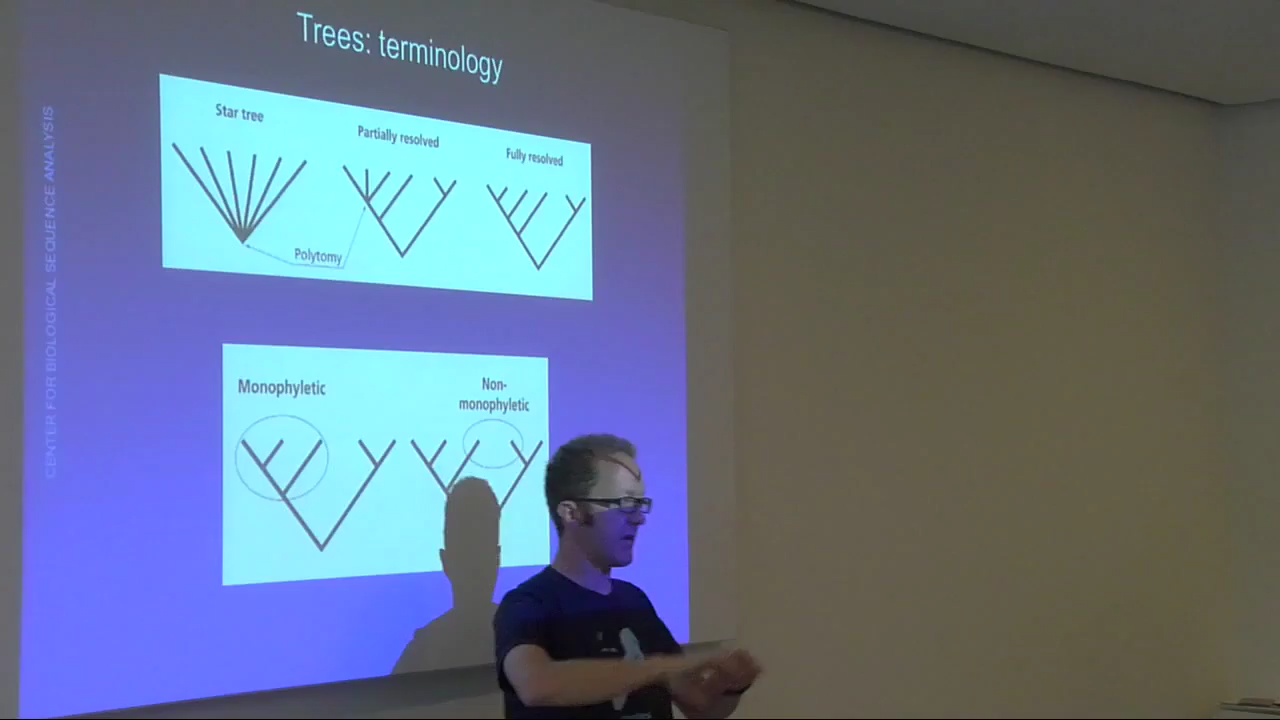 Trees: terminology
CENTER FOR BIOLOGICAL SEQUENCE ANALYSIS
Star tree
Partially resolved
Fully resolved
Polytomy
Monophyletic
Non-
monophyletic